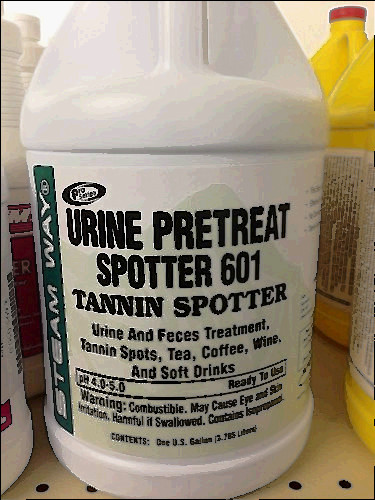 STEAM WAY®
Pro Series
URINE PRETREAT
SPOTTER 601
TANNIN SPOTTER
Urine And Feces Treatment,
Tannin Spots, Tea, Coffee, Wine,
And Soft Drinks
pH 4.0-5.0 Ready To Use
Warning: Combustible. May Cause Eye and Skin
Irritation. Harmful if Swallowed. Contains Isopropanol.
CONTENTS: One U.S. Gallon (3.785 Liters)